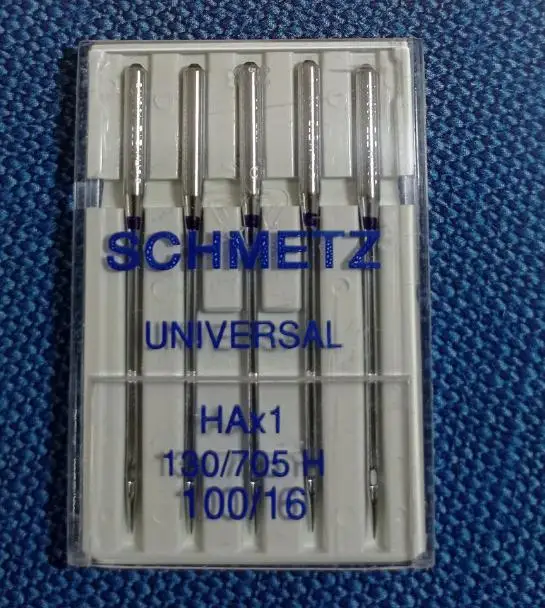 SCHMETZ
UNIVERSAL
HAx1
130/705 H
100/16